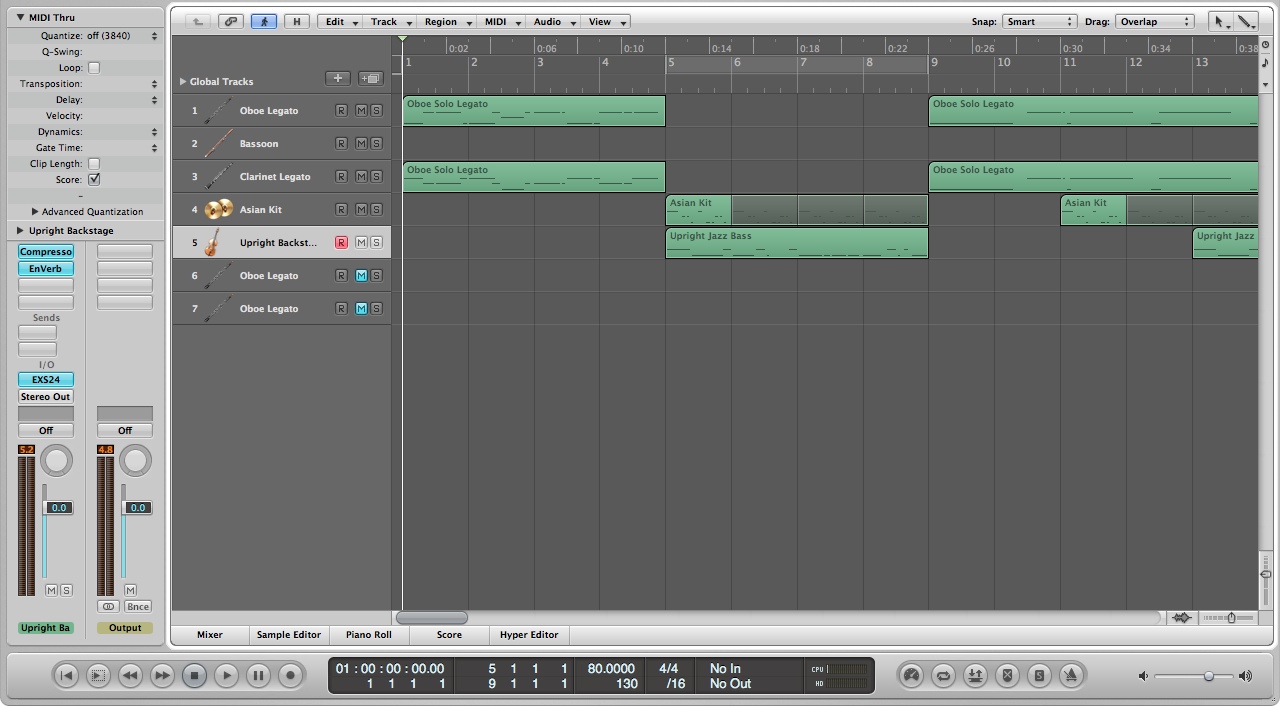 MIDI Thru
Quantize: off (3840)
Q-Swing:
Loop:
Transposition:
Delay:
Velocity:
Dynamics:
Gate Time:
Clip Length:
Score:
–
Advanced Quantization
Upright Backstage
Compresso
EnVerb
Sends
I/O
EXS24
Stereo Out
Off Off
5.2 4.8
0.0 0.0
M S M
Bnce
Upright Ba Output
H Edit Track Region MIDI Audio View Snap: Smart Drag: Overlap
0:02 0:06 0:10 0:14 0:18 0:22 0:26 0:30 0:34 0:38
1 2 3 4 5 6 7 8 9 10 11 12 13
Global Tracks
1 Oboe Legato R M S Oboe Solo Legato Oboe Solo Legato
2 Bassoon R M S
3 Clarinet Legato R M S Oboe Solo Legato Oboe Solo Legato
4 Asian Kit R M S Asian Kit Asian Kit
5 Upright Backst... R M S Upright Jazz Bass Upright Jazz
6 Oboe Legato R M S
7 Oboe Legato R M S
Mixer Sample Editor Piano Roll Score Hyper Editor
01 : 00 : 00 : 00.00 5 1 1 1 80.0000 4/4 No In CPU
1 1 1 1 9 1 1 1 130 /16 No Out HD
S